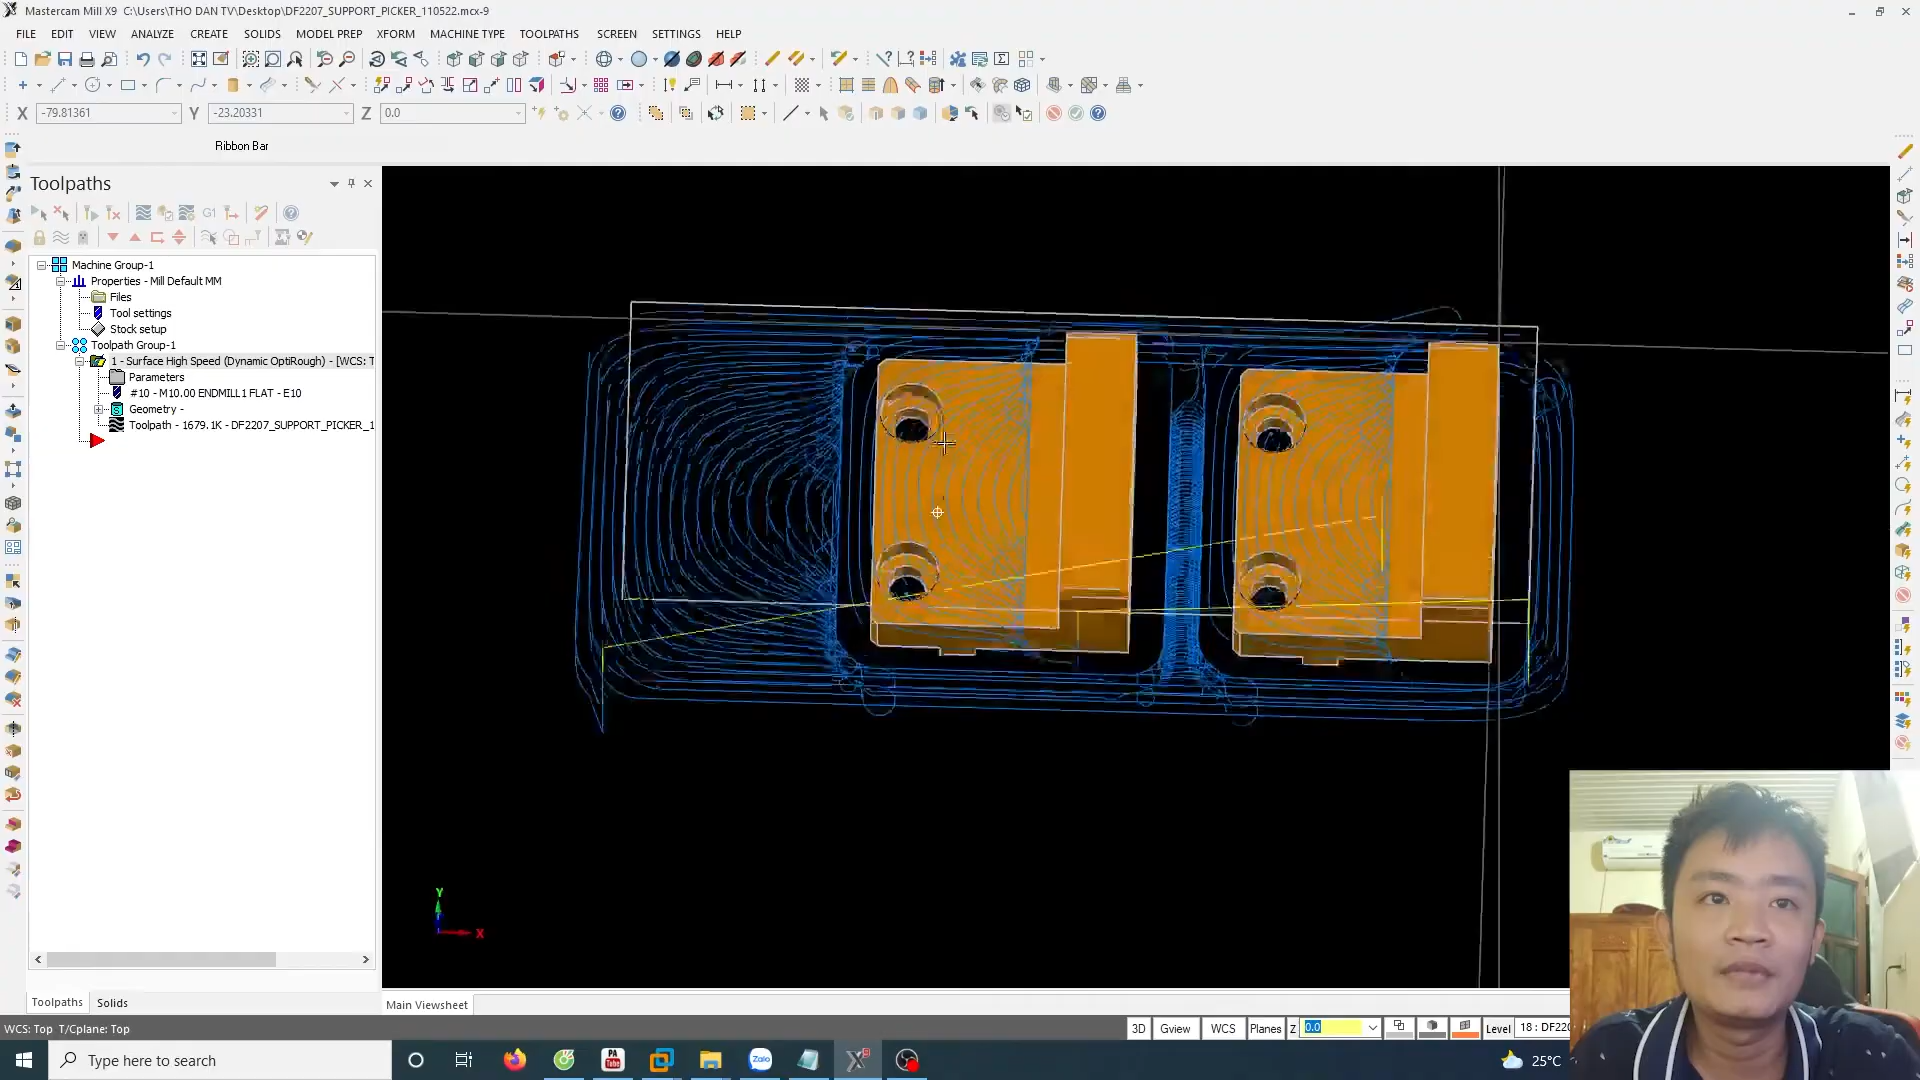 Mastercam Mill X9 C:\Users\THO DAN TV\Desktop\DF2207_SUPPORT_PICKER_110522.mcx-9
FILE EDIT VIEW ANALYZE CREATE SOLIDS MODEL PREP XFORM MACHINE TYPE TOOLPATHS SCREEN SETTINGS HELP
X -79.81361 Y -23.20331 Z 0.0
Ribbon Bar
Toolpaths
G1
Machine Group-1
Properties - Mill Default MM
Files
Tool settings
Stock setup
Toolpath Group-1
1 - Surface High Speed (Dynamic OptiRough) - [WCS: T
Parameters
#10 - M10.00 ENDMILL1 FLAT - E10
Geometry -
Toolpath - 1679.1K - DF2207_SUPPORT_PICKER_1
Y
X
Toolpaths Solids
Main Viewsheet
WCS: Top T/Cplane: Top
3D Gview WCS Planes Z 0.0 Level 18 : DF220
Type here to search
PA
Tube
Zalo
25°C